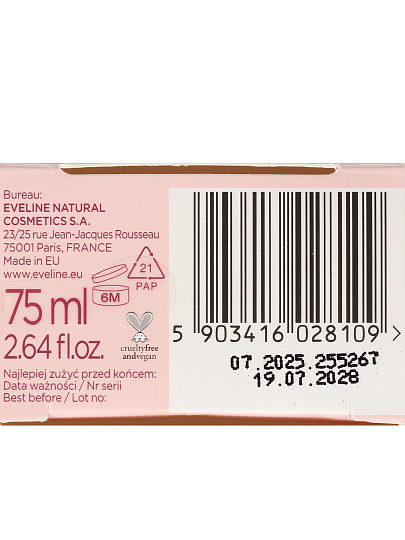 Bureau:
EVELINE NATURAL
COSMETICS S.A.
23/25 rue Jean-Jacques Rousseau
75001 Paris, FRANCE
Made in EU
www.eveline.eu
21
PAP
6M
75 ml
2.64 fl.oz.
crueltyfree
andvegan
Najlepiej zużyć przed końcem:
Data ważności / Nr serii
Best before / Lot no:
5 903416 028109 >
07.2025.255267
19.07.2028